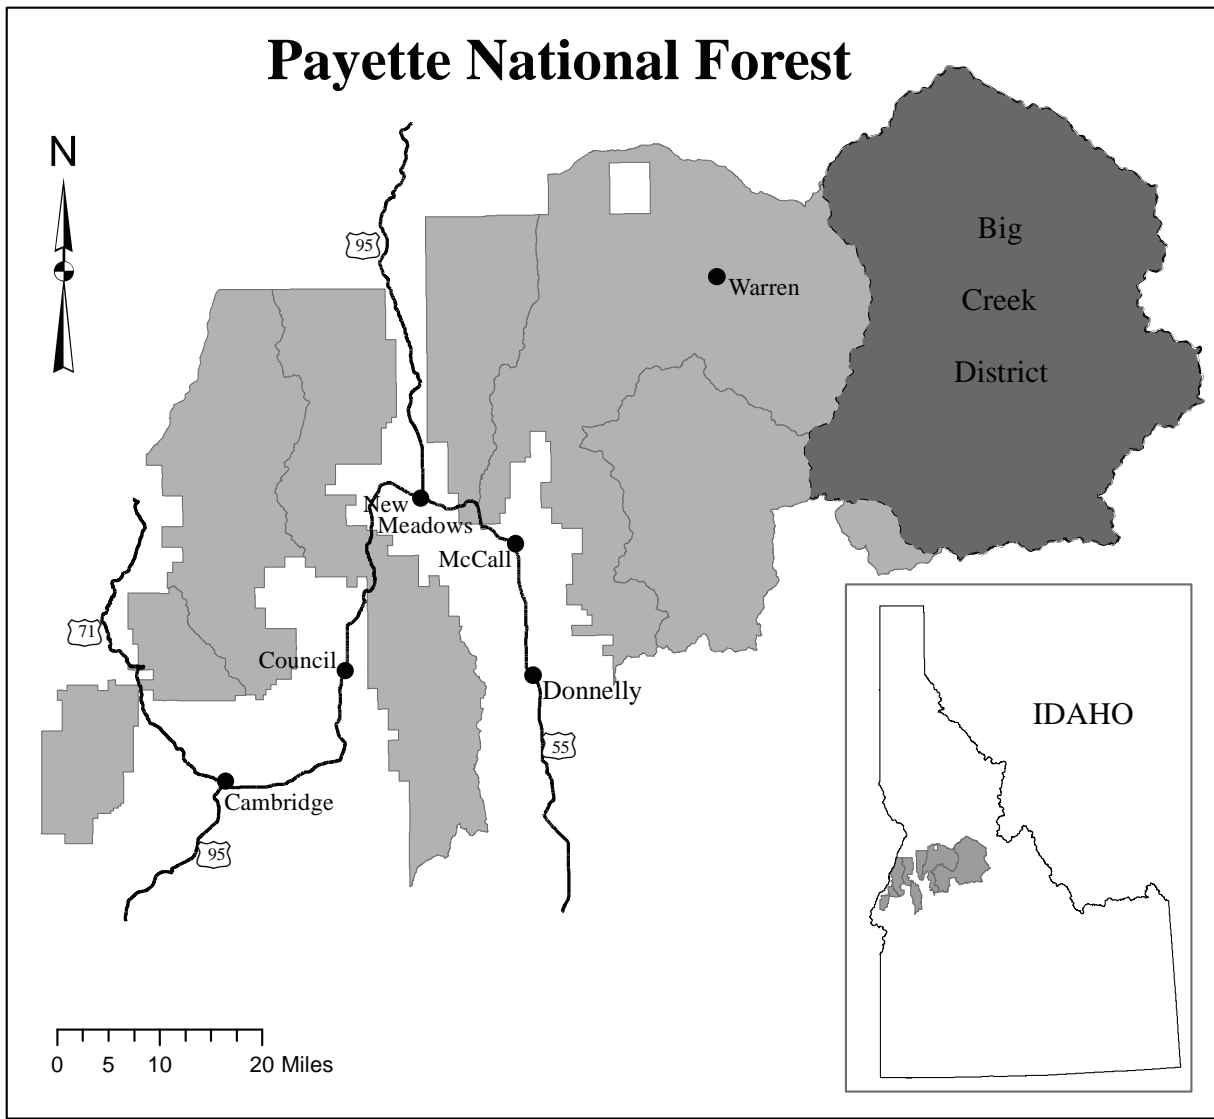 Payette National Forest
N
95
Big
Creek
District
Warren
New
Meadows
McCall
71
Council
Donnelly
55
Cambridge
95
IDAHO
0 5 10 20 Miles